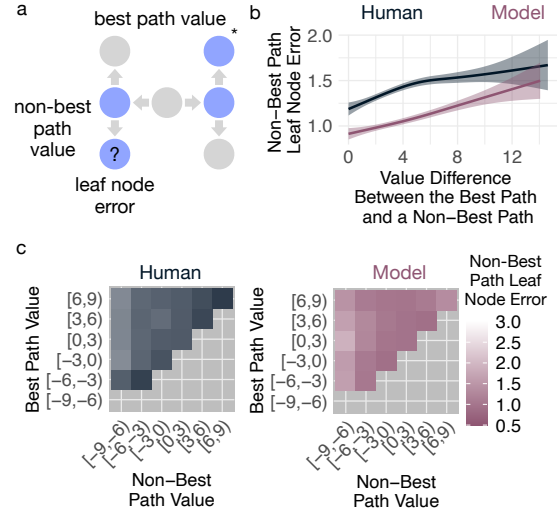 a
best path value
*
non-best
path
value
?
leaf node
error
b
Human
Model
Non−Best Path
Leaf Node Error
2.0
1.5
1.0
0
4
8
12
Value Difference
Between the Best Path
and a Non−Best Path
c
Human
Best Path Value
[6,9)
[3,6)
[0,3)
[−3,0)
[−6,−3)
[−9,−6)
[−9,−6)
[−6,−3)
[−3,0)
[0,3)
[3,6)
[6,9)
Non−Best
Path Value
Model
Best Path Value
[6,9)
[3,6)
[0,3)
[−3,0)
[−6,−3)
[−9,−6)
[−9,−6)
[−6,−3)
[−3,0)
[0,3)
[3,6)
[6,9)
Non−Best
Path Value
Non-Best
Path Leaf
Node Error
3.0
2.5
2.0
1.5
1.0
0.5